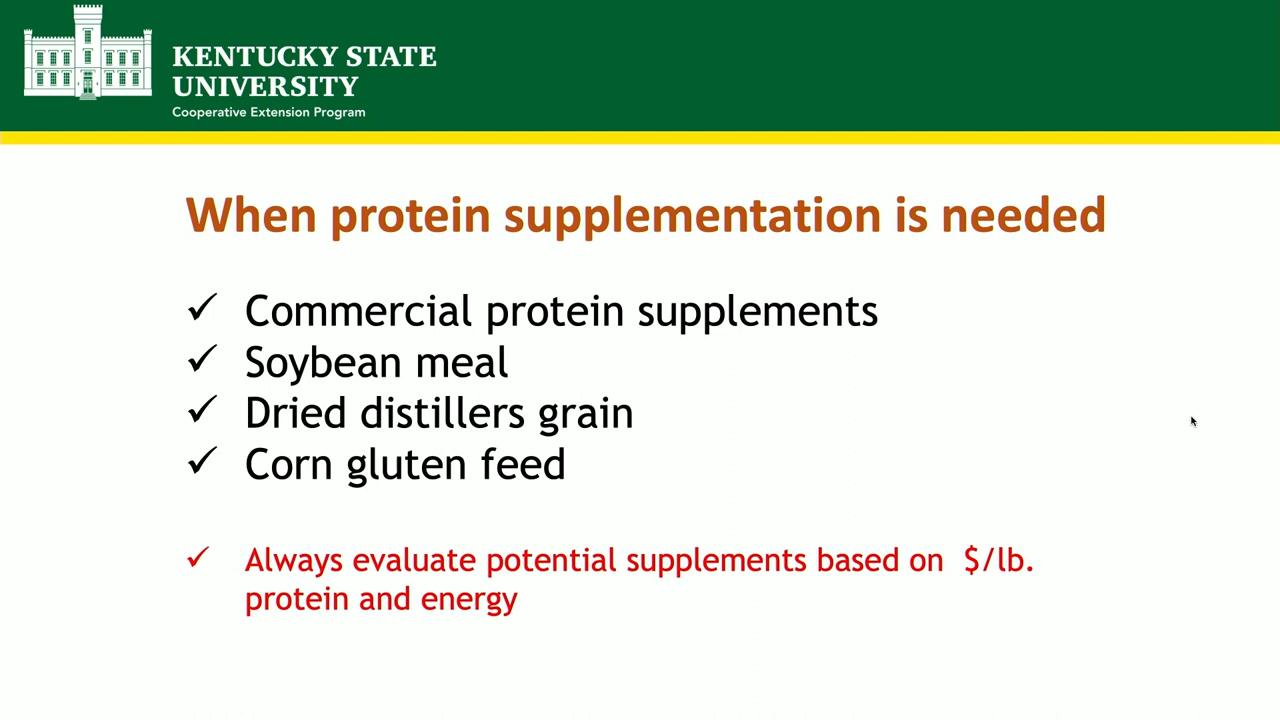 KENTUCKY STATE
UNIVERSITY
Cooperative Extension Program
When protein supplementation is needed
✓ Commercial protein supplements
✓ Soybean meal
✓ Dried distillers grain
✓ Corn gluten feed
✓ Always evaluate potential supplements based on $/lb.
protein and energy